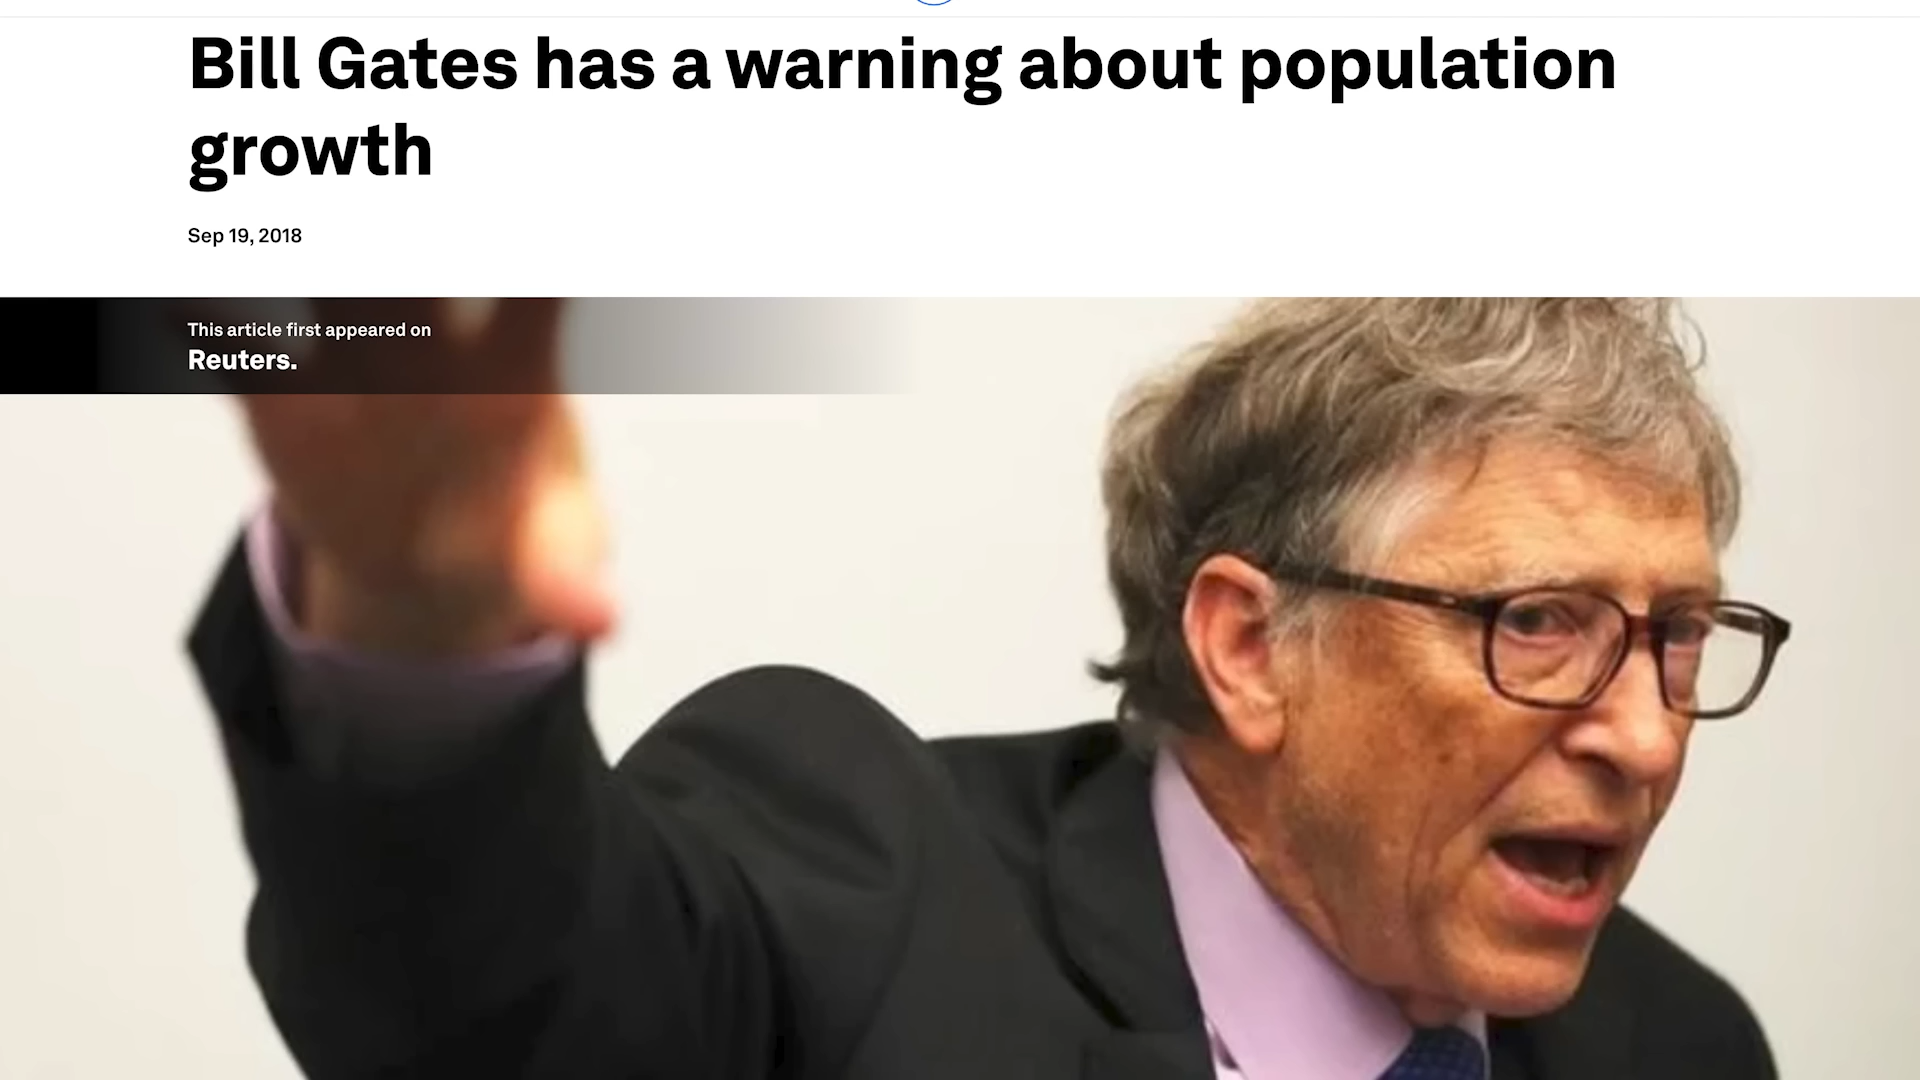 Bill Gates has a warning about population
growth
Sep 19, 2018
This article first appeared on
Reuters.